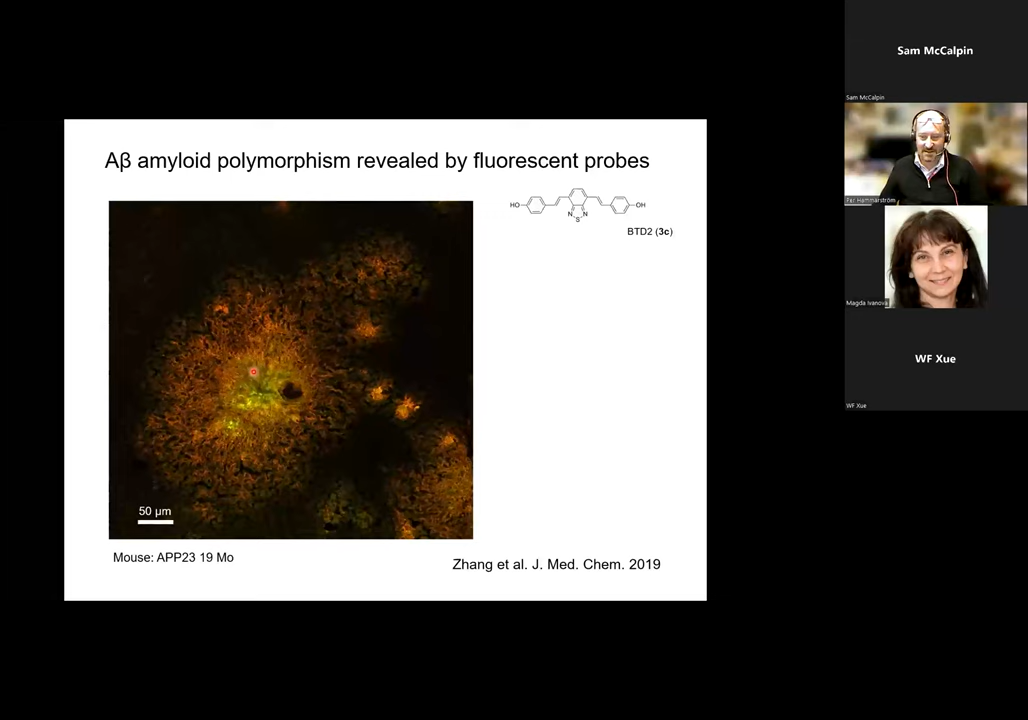 Aβ amyloid polymorphism revealed by fluorescent probes
HO
OH
N
N
S
BTD2 (3c)
50 µm
Mouse: APP23 19 Mo
Zhang et al. J. Med. Chem. 2019
Sam McCalpin
Sam McCalpin
Per Hammarström
Magda Ivanova
WF Xue
WF Xue